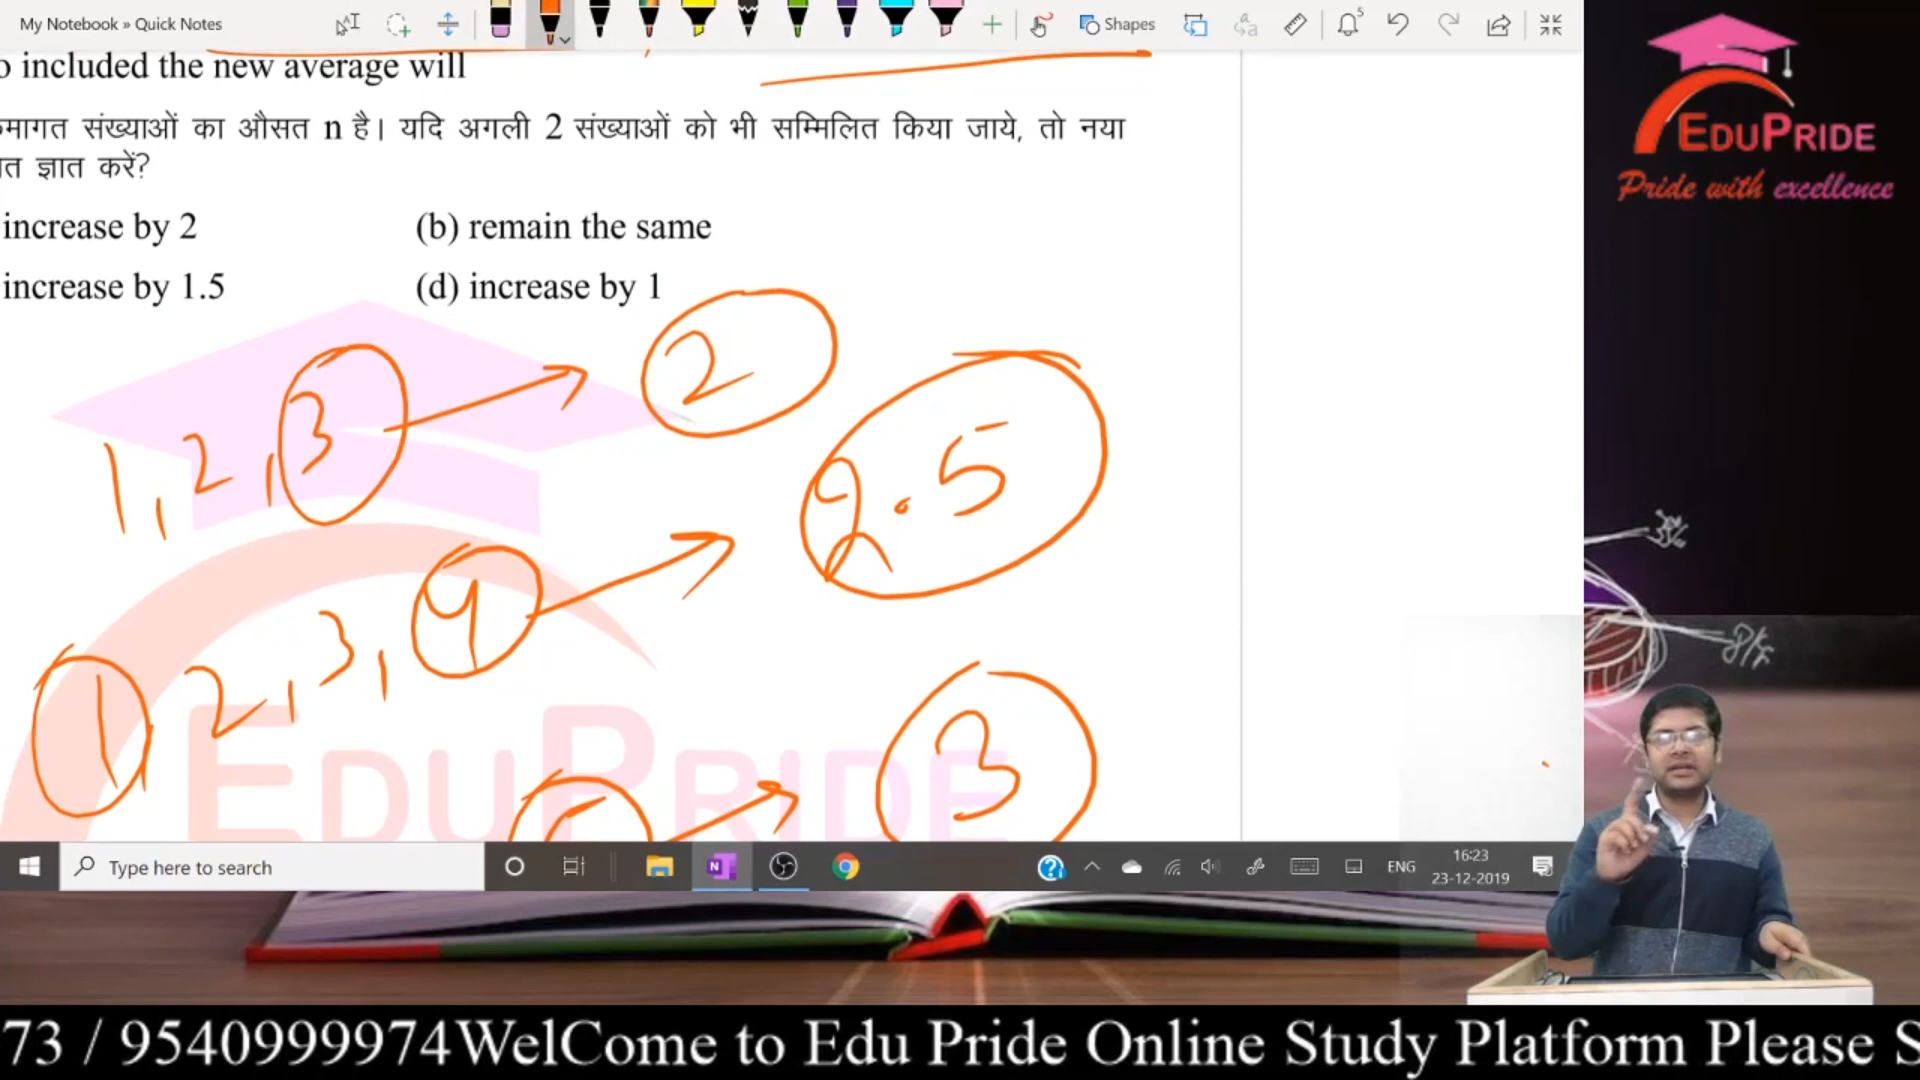 My Notebook » Quick Notes
Shapes
5
o included the new average will
क्रमागत संख्याओं का औसत n है। यदि अगली 2 संख्याओं को भी सम्मिलित किया जाये, तो नया
ज्ञात करें?
increase by 2 (b) remain the same
increase by 1.5 (d) increase by 1
1, 2, 3 2
2.5
1, 2, 3, 4
3
EDUPRIDE
EDUPRIDE
Pride with excellence
Type here to search
ENG
16:23
23-12-2019
73 / 9540999974WelCome to Edu Pride Online Study Platform Please S